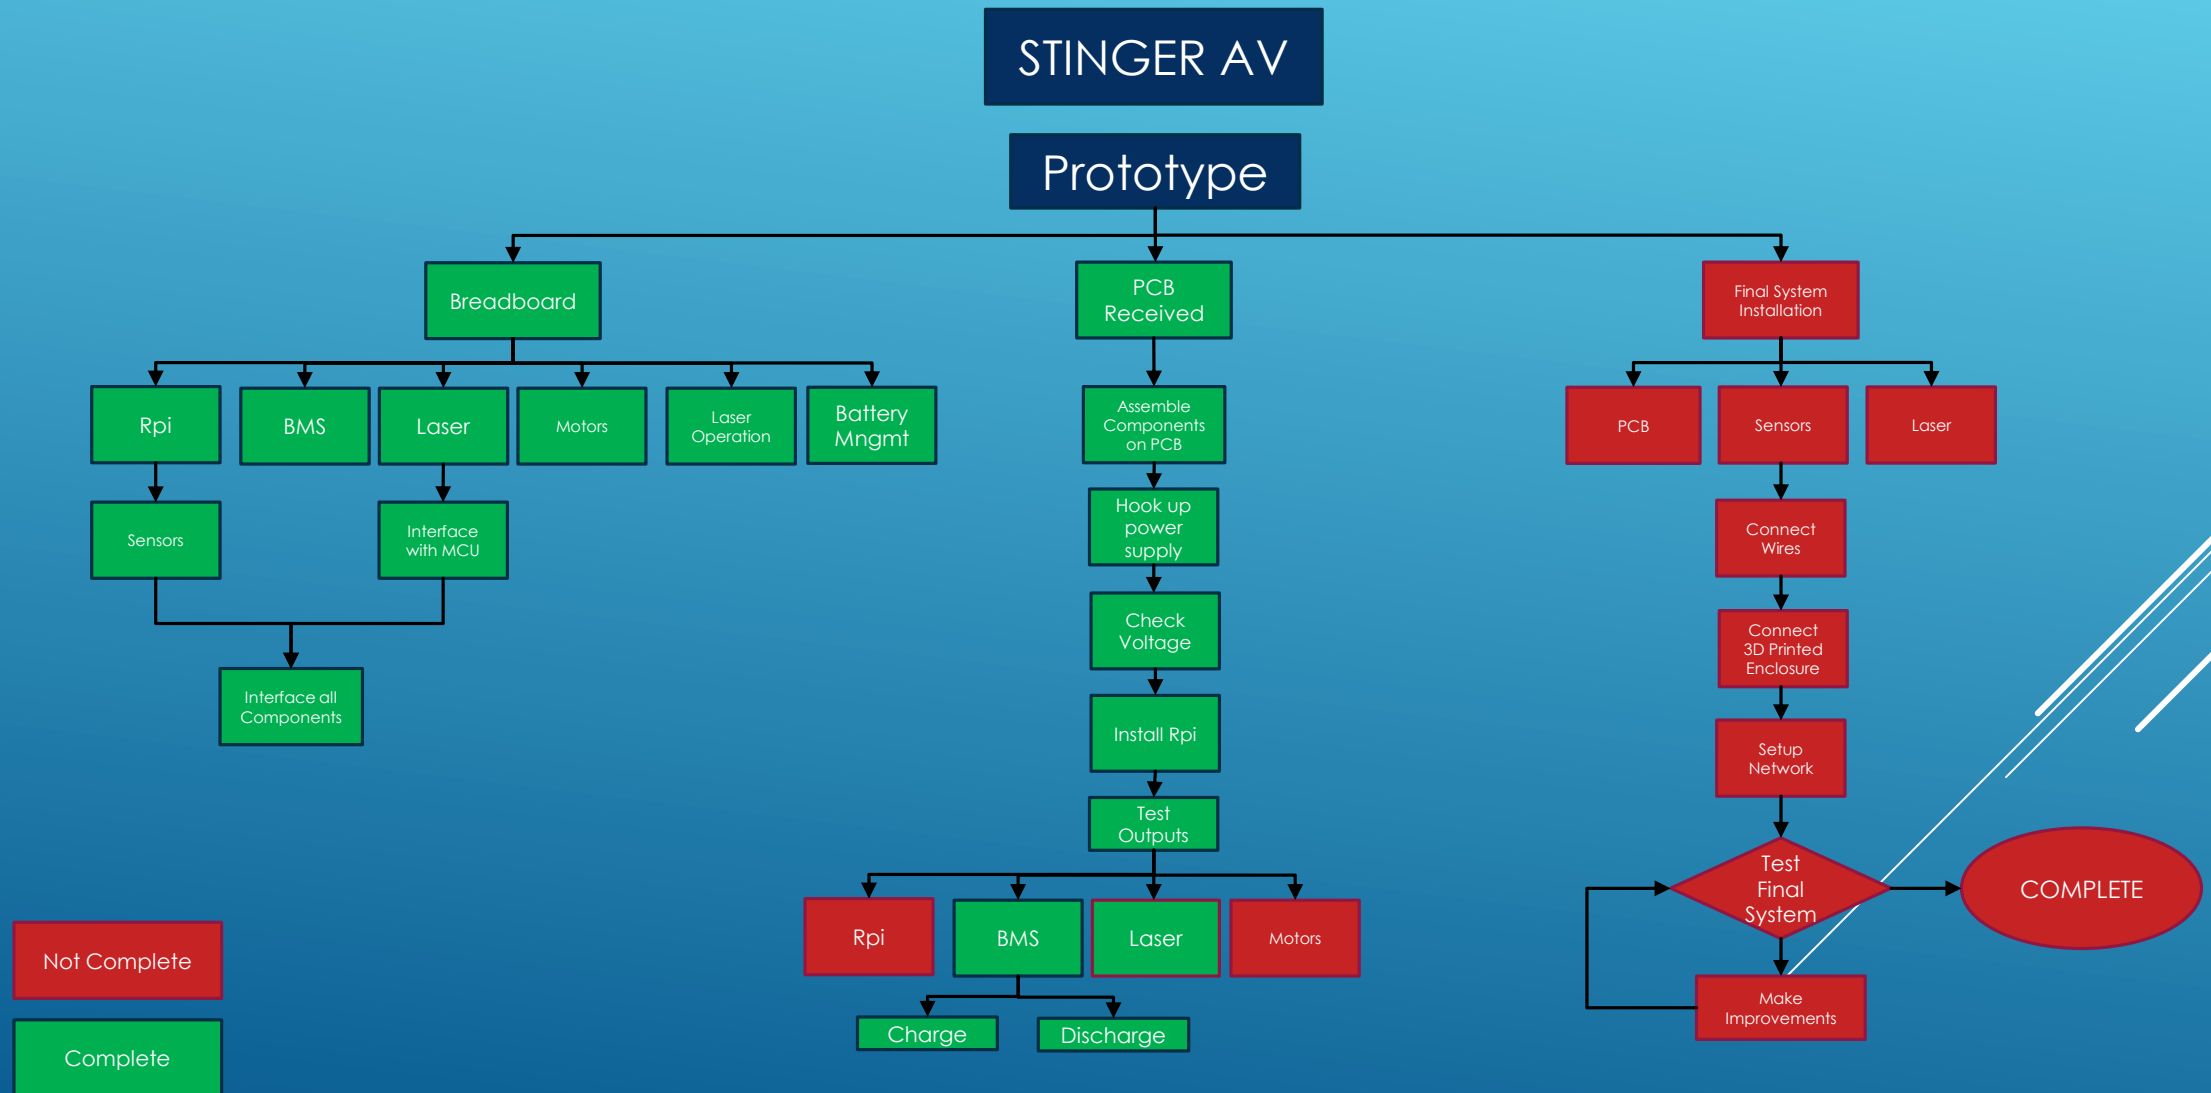 STINGER AV
Prototype
Breadboard
PCB
Received
Final System
Installation
Rpi
BMS
Laser
Motors
Laser
Operation
Battery
Mngmt
Assemble
Components
on PCB
PCB
Sensors
Laser
Sensors
Interface
with MCU
Hook up
power
supply
Connect
Wires
Check
Voltage
Connect
3D Printed
Enclosure
Interface all
Components
Install Rpi
Setup
Network
Test
Outputs
Test
Final
System
COMPLETE
Rpi
BMS
Laser
Motors
Make
Improvements
Charge
Discharge
Not Complete
Complete